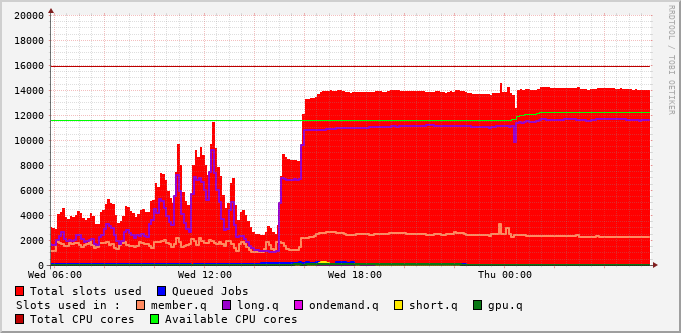 20000
18000
16000
14000
12000
10000
8000
6000
4000
2000
0
Wed 06:00 Wed 12:00 Wed 18:00 Thu 00:00
Total slots used Queued Jobs
Slots used in : member.q long.q ondemand.q short.q gpu.q
Total CPU cores Available CPU cores
RRDTOOL / TOBI OETIKER